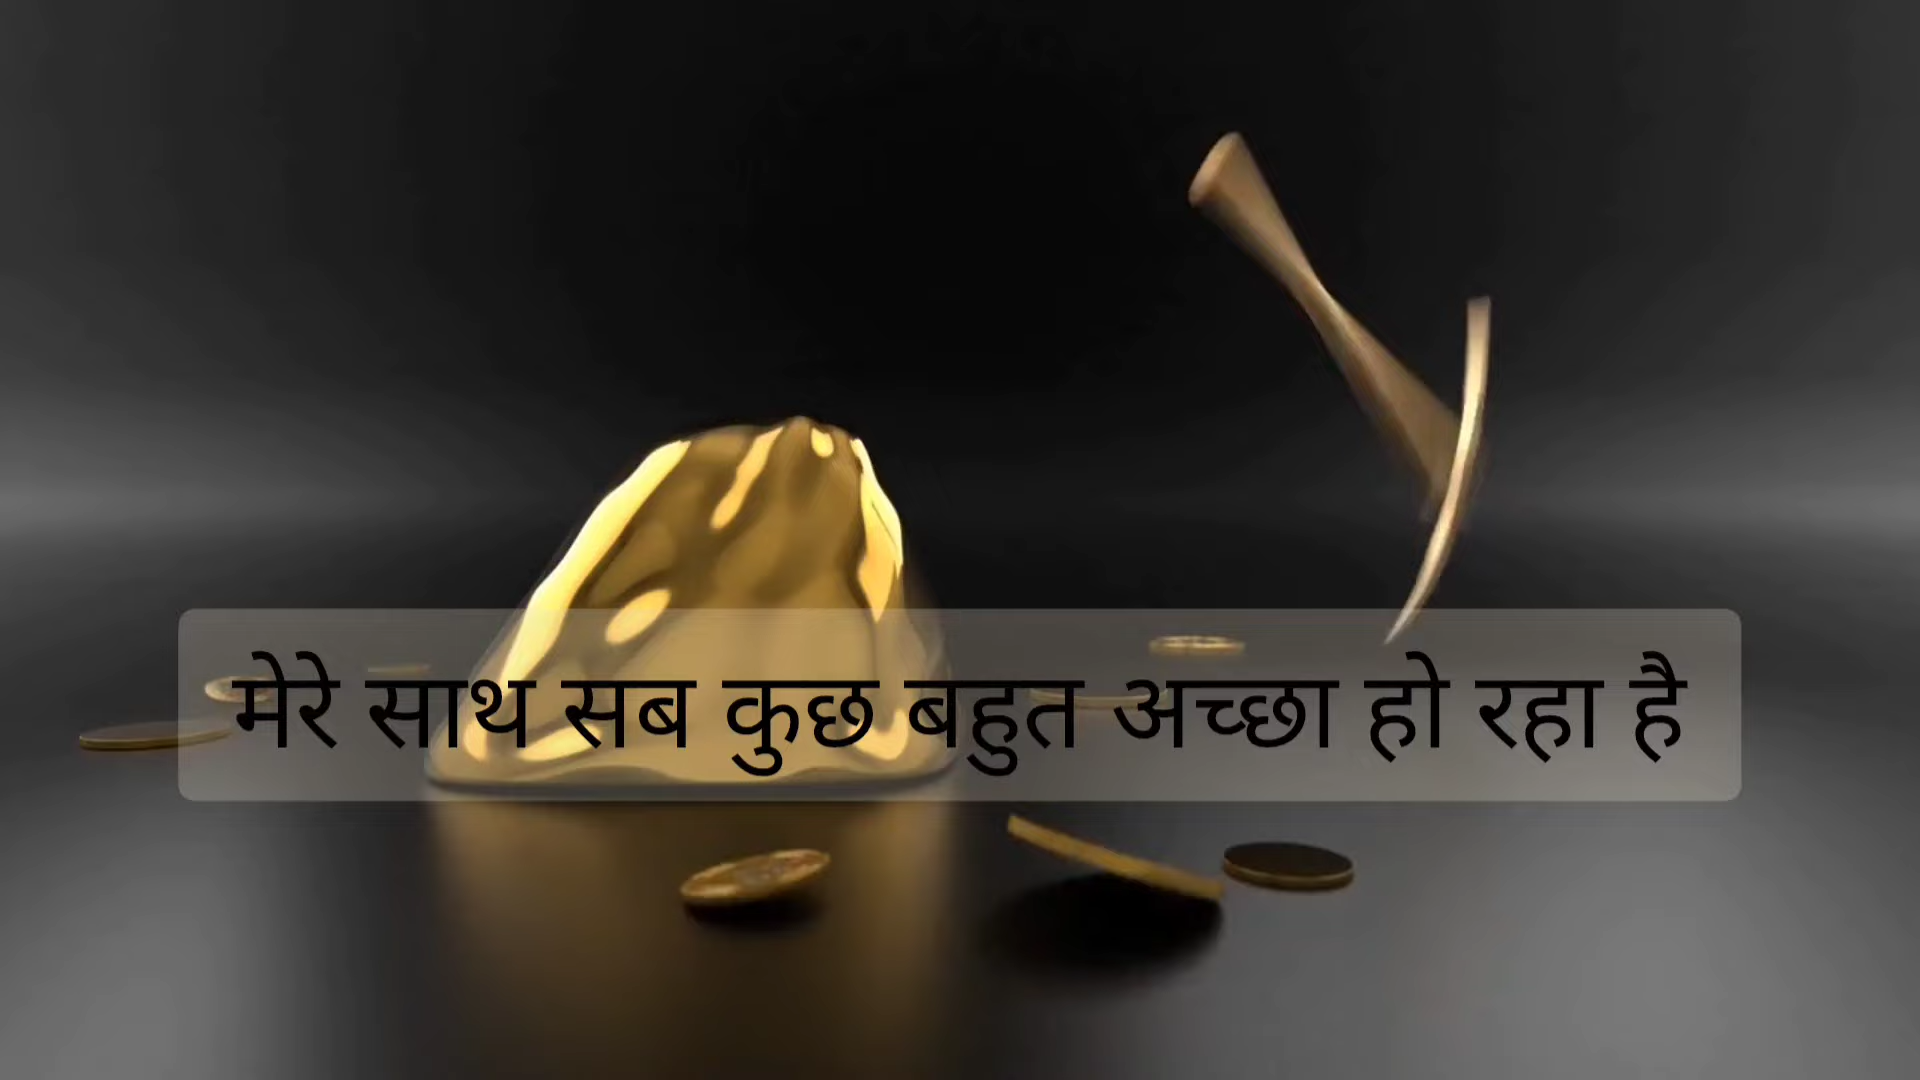 मेरे साथ सब कुछ बहुत अच्छा हो रहा है